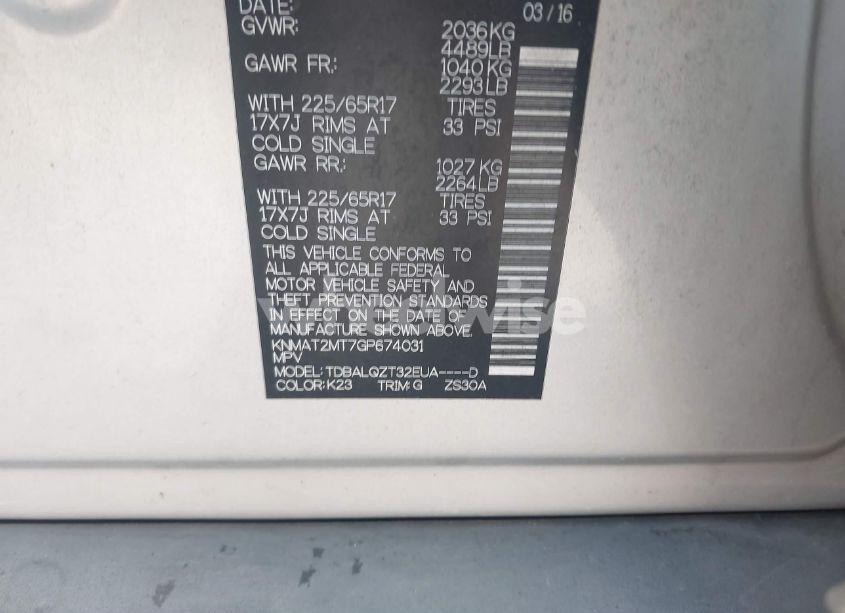 DATE: 03/16
GVWR: 2036KG
4489LB
GAWR FR.: 1040KG
2293LB
WITH 225/65R17 TIRES
17X7J RIMS AT 33 PSI
COLD SINGLE
GAWR RR.: 1027KG
2264LB
WITH 225/65R17 TIRES
17X7J RIMS AT 33 PSI
COLD SINGLE
THIS VEHICLE CONFORMS TO
ALL APPLICABLE FEDERAL
MOTOR VEHICLE SAFETY AND
THEFT PREVENTION STANDARDS
IN EFFECT ON THE DATE OF
MANUFACTURE SHOWN ABOVE.
KNMAT2MT7GP674031
MPV
MODEL: TDBALQZT32EUA----D
COLOR: K23 TRIM: G ZS30A